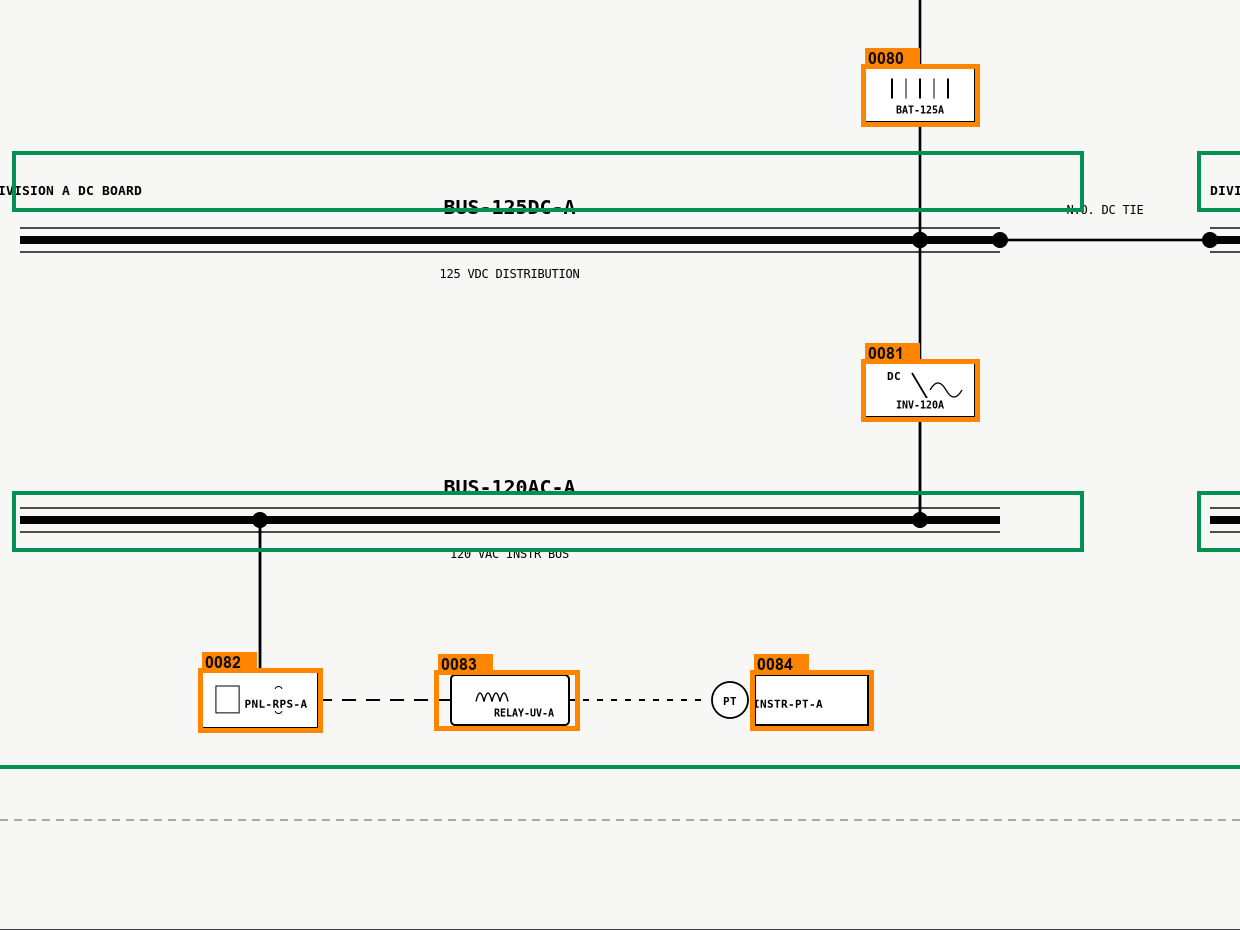 0080
BAT-125A
IVISION A DC BOARD
BUS-125DC-A
N.O. DC TIE
DIVI
125 VDC DISTRIBUTION
0081
DC
INV-120A
BUS-120AC-A
120 VAC INSTR BUS
0082
0083
0084
PNL-RPS-A
RELAY-UV-A
PT
INSTR-PT-A